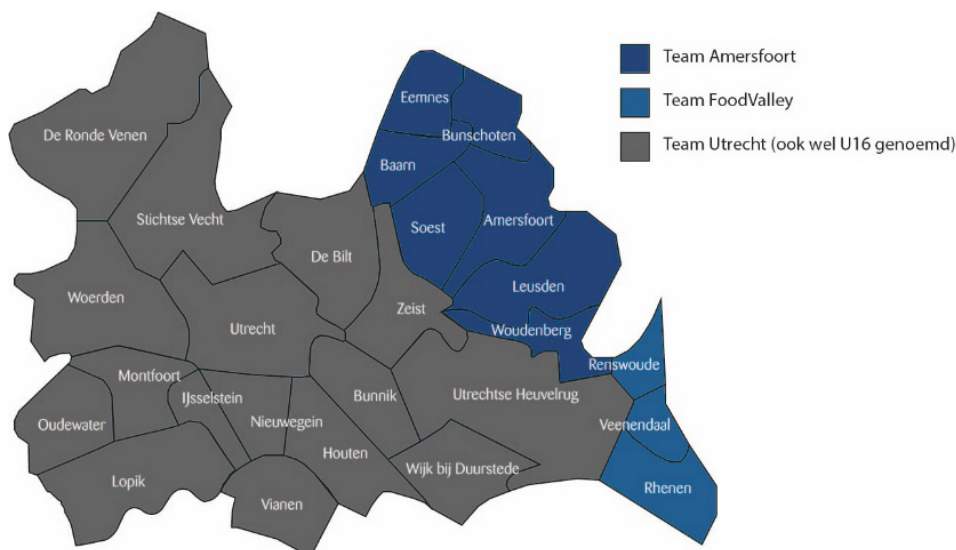 Team Amersfoort
Team FoodValley
Team Utrecht (ook wel U16 genoemd)
Eemnes
De Ronde Venen
Bunschoten
Baarn
Stichtse Vecht
Soest
Amersfoort
De Bilt
Leusden
Woerden
Zeist
Utrecht
Woudenberg
Renswoude
Montfoort
IJsselstein
Bunnik
Utrechtse Heuvelrug
Oudewater
Nieuwegein
Veenendaal
Houten
Wijk bij Duurstede
Lopik
Rhenen
Vianen